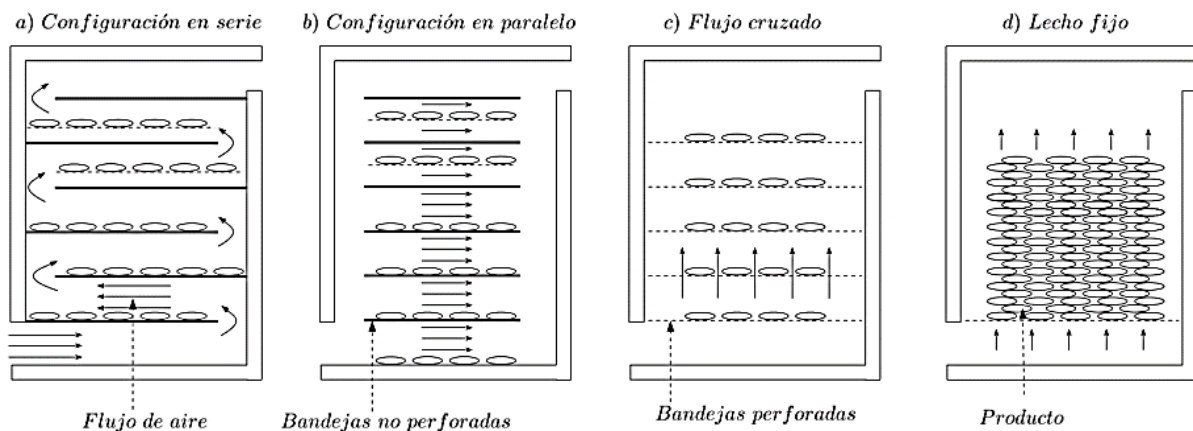 a) Configuración en serie
b) Configuración en paralelo
c) Flujo cruzado
d) Lecho fijo
Flujo de aire
Bandejas no perforadas
Bandejas perforadas
Producto